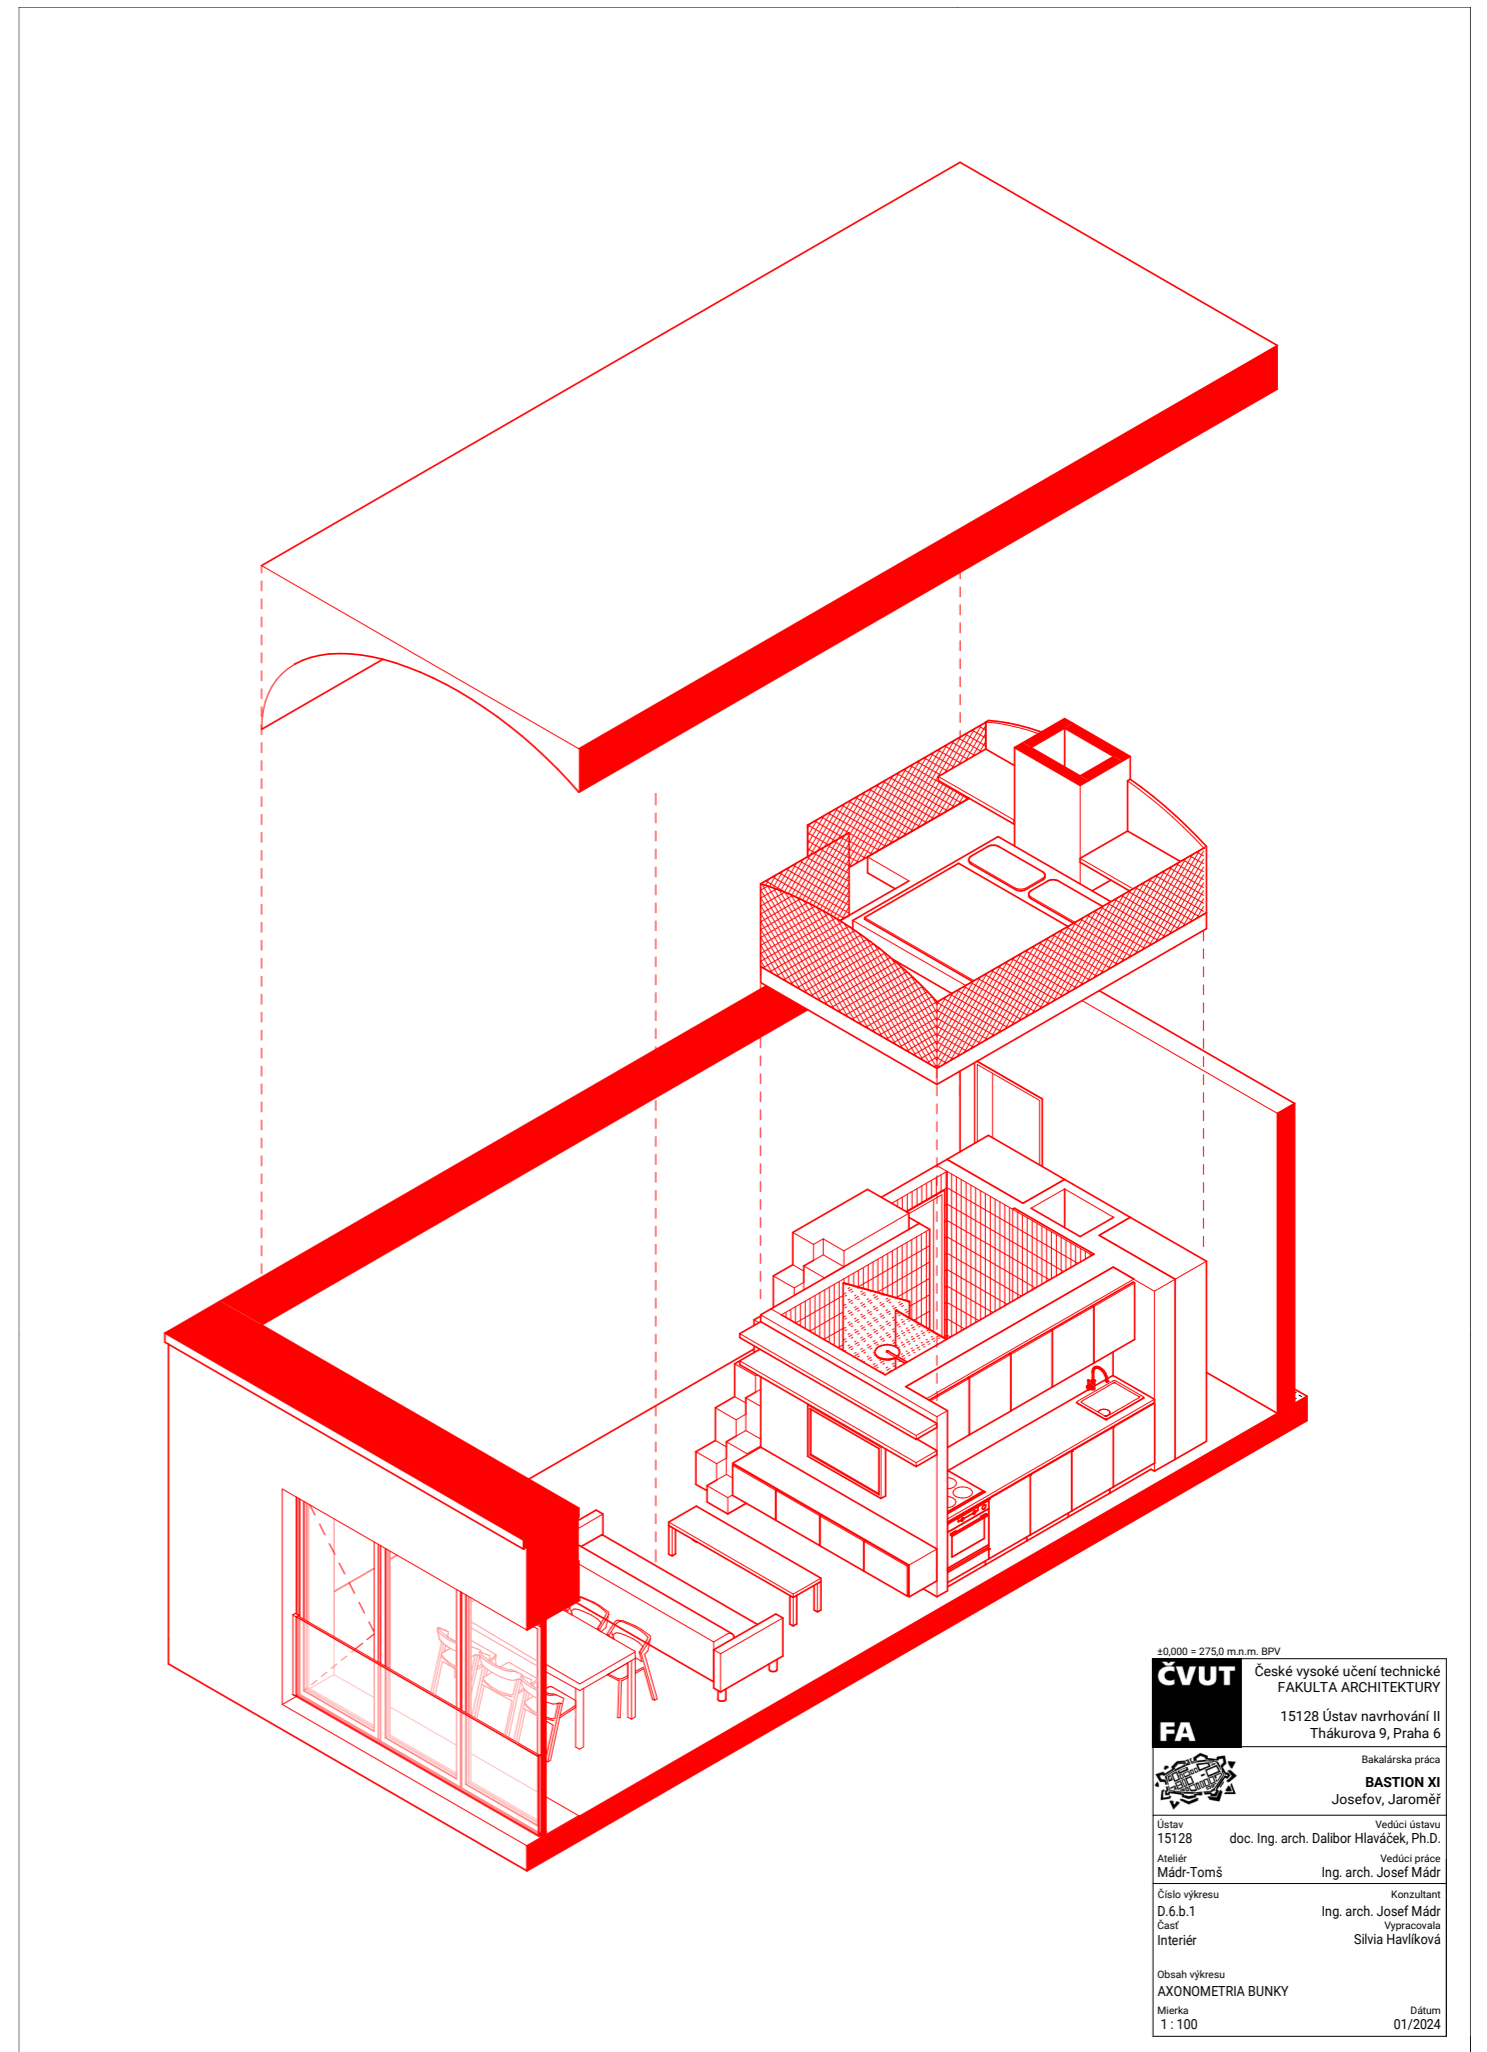 ±0,000 = 275,0 m.n.m. BPV
ČVUT
České vysoké učení technické
FAKULTA ARCHITEKTURY
FA
15128 Ústav navrhování II
Thákurova 9, Praha 6
Bakalárska práca
BASTION XI
Josefov, Jaroměř
Ústav Vedúci ústavu
15128 doc. Ing. arch. Dalibor Hlaváček, Ph.D.
Ateliér Vedúci práce
Mádr-Tomš Ing. arch. Josef Mádr
Číslo výkresu Konzultant
D.6.b.1 Ing. arch. Josef Mádr
Časť Vypracovala
Interiér Silvia Havlíková
Obsah výkresu
AXONOMETRIA BUNKY
Mierka Dátum
1 : 100 01/2024